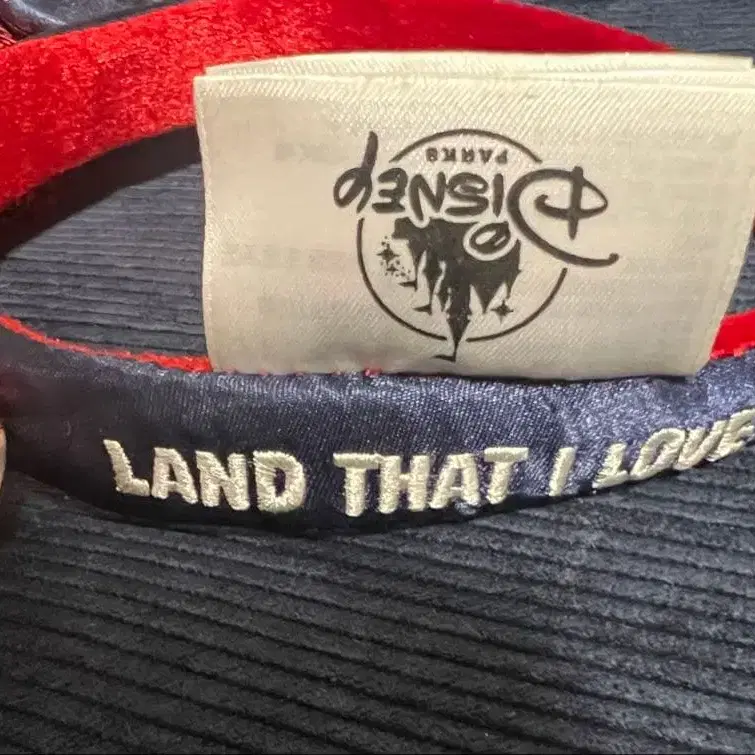 Disney
PARKS
LAND THAT I LOVE